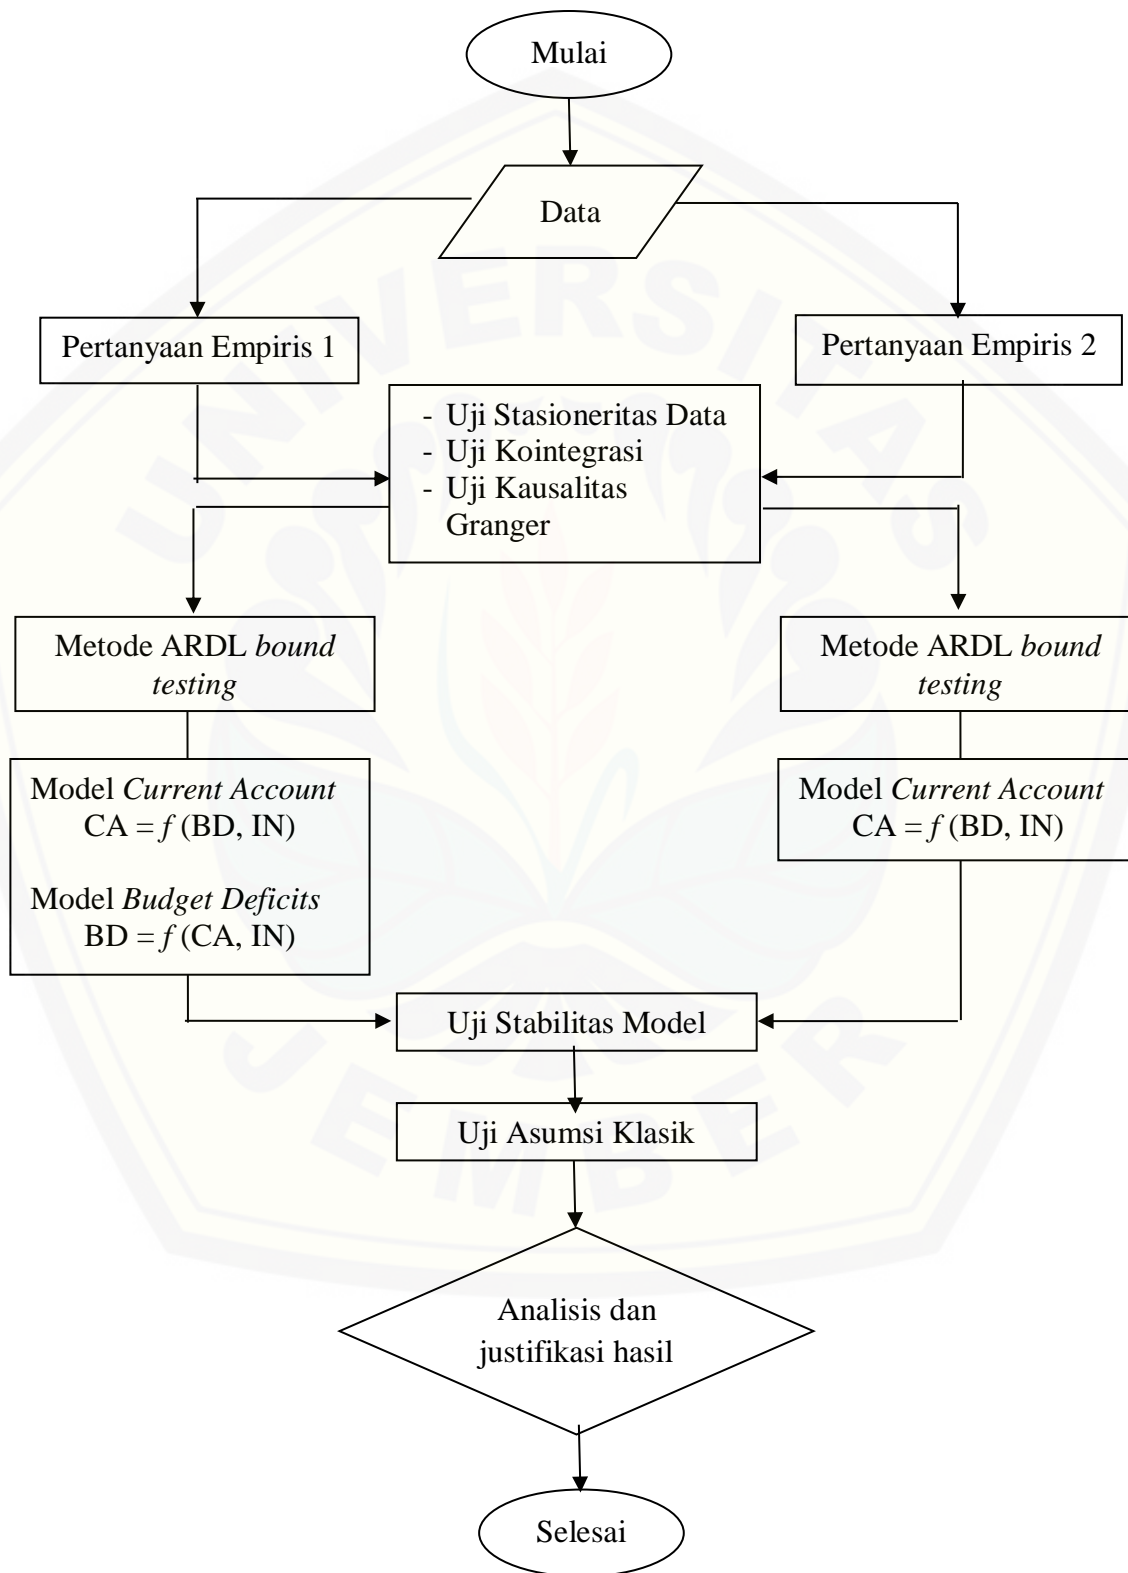 Mulai
Data
Pertanyaan Empiris 1
Pertanyaan Empiris 2
- Uji Stasioneritas Data
- Uji Kointegrasi
- Uji Kausalitas
Granger
Metode ARDL bound
testing
Metode ARDL bound
testing
Model Current Account
CA = f (BD, IN)
Model Budget Deficits
BD = f (CA, IN)
Model Current Account
CA = f (BD, IN)
Uji Stabilitas Model
Uji Asumsi Klasik
Analisis dan
justifikasi hasil
Selesai
UNIVERSITAS
JEMBER